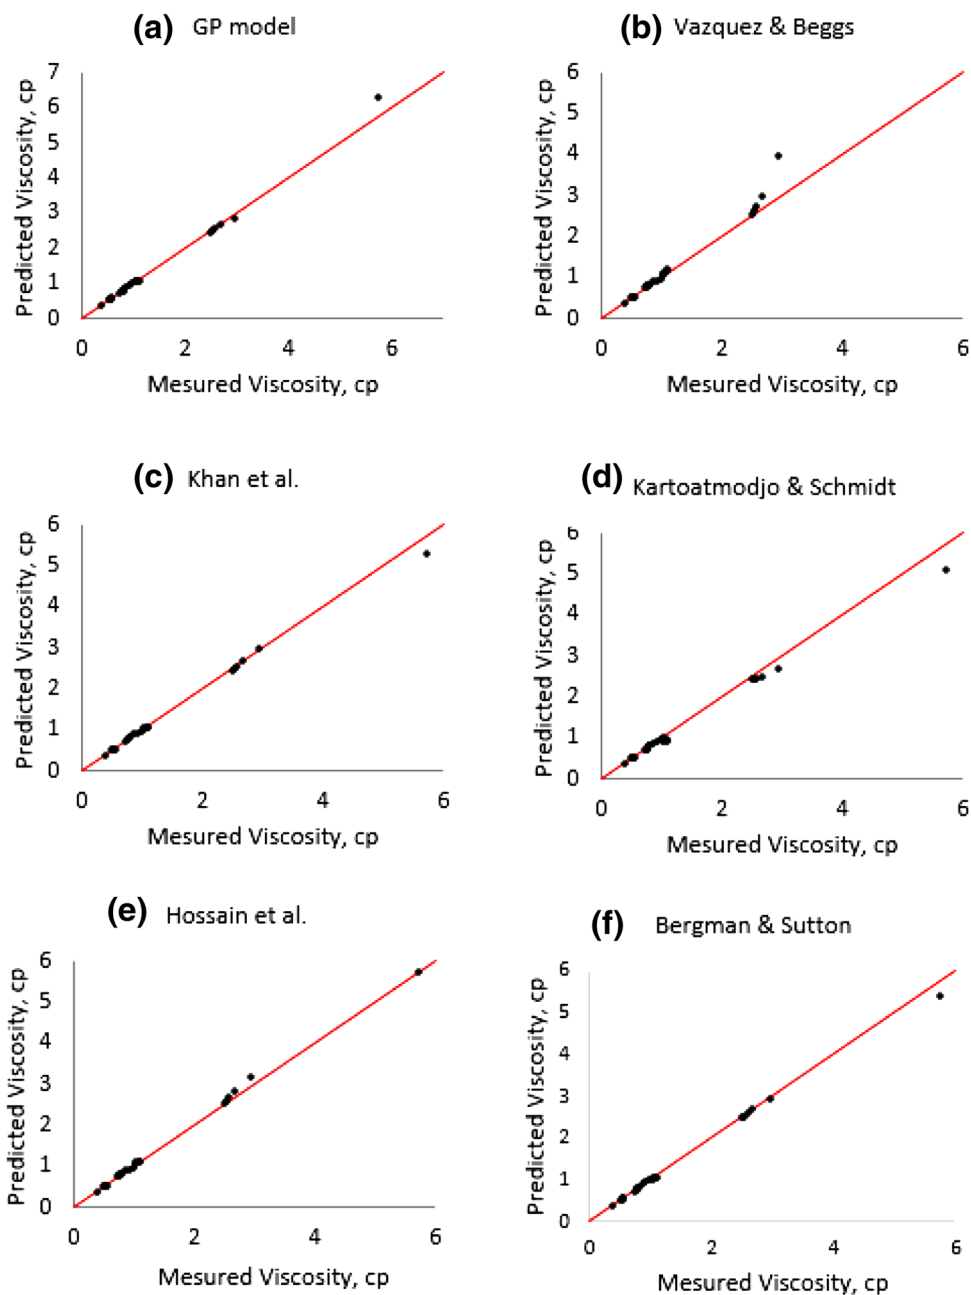 (a) GP model
Predicted Viscosity, cp
7
6
5
4
3
2
1
0
0 2 4 6
Mesured Viscosity, cp
(b) Vazquez & Beggs
Predicted Viscosity, cp
6
5
4
3
2
1
0
0 2 4 6
Mesured Viscosity, cp
(c) Khan et al.
Predicted Viscosity, cp
6
5
4
3
2
1
0
0 2 4 6
Mesured Viscosity, cp
(d) Kartoatmodjo & Schmidt
Predicted Viscosity, cp
6
5
4
3
2
1
0
0 2 4 6
Mesured Viscosity, cp
(e) Hossain et al.
Predicted Viscosity, cp
6
5
4
3
2
1
0
0 2 4 6
Mesured Viscosity, cp
(f) Bergman & Sutton
Predicted Viscosity, cp
6
5
4
3
2
1
0
0 2 4 6
Mesured Viscosity, cp